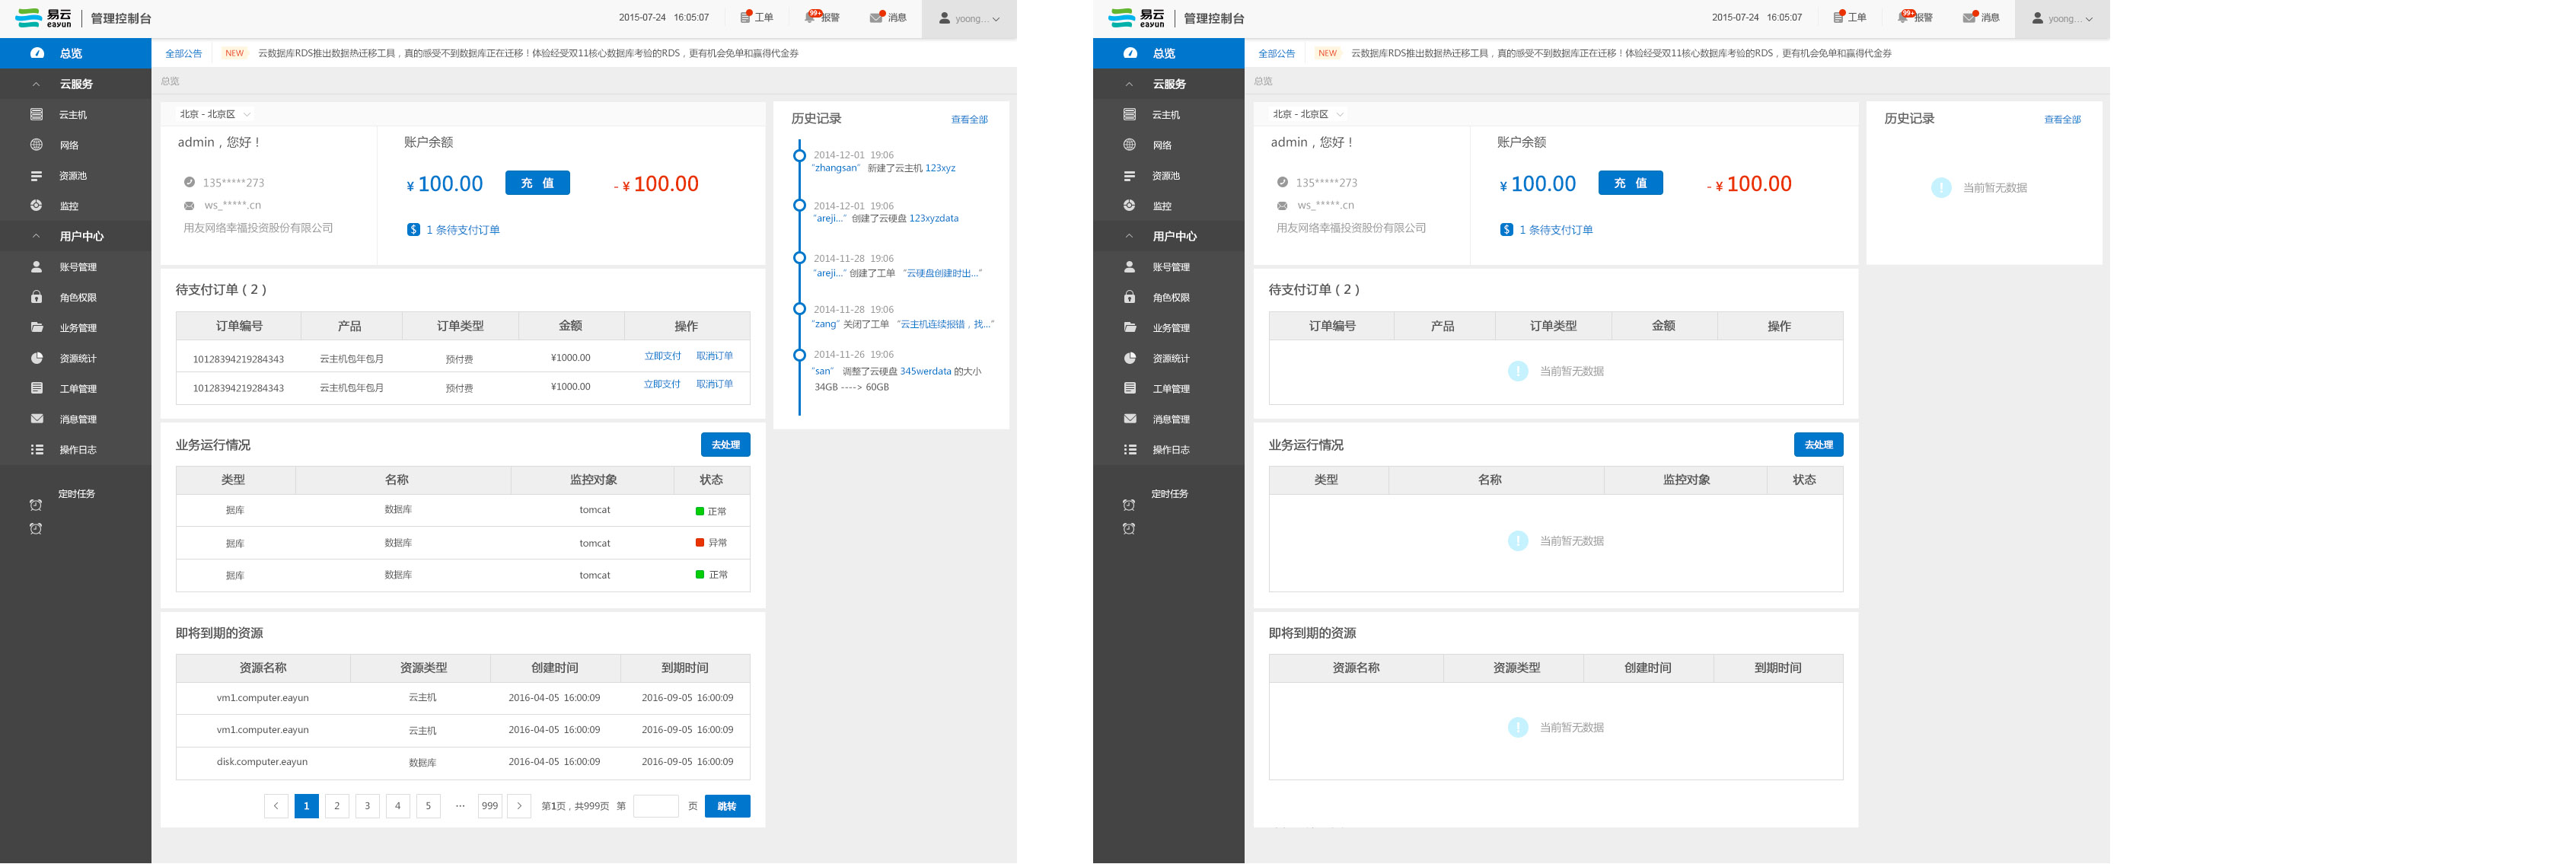 易云 eayun 管理控制台 2015-07-24 16:05:07 工单 99+ 报警 消息 yoong...
总览
云服务
云主机
网络
资源池
监控
用户中心
账号管理
角色权限
业务管理
资源统计
工单管理
消息管理
操作日志
定时任务
全部公告 NEW 云数据库RDS推出数据热迁移工具，真的感受不到数据库正在迁移！体验经受双11核心数据库考验的RDS，更有机会免单和赢得代金券
总览
北京 - 北京区
admin，您好！
135*****273
ws_*****.cn
用友网络幸福投资股份有限公司
账户余额
¥ 100.00 充 值 - ¥ 100.00
$ 1 条待支付订单
待支付订单（2）
订单编号 产品 订单类型 金额 操作
10128394219284343 云主机包年包月 预付费 ¥1000.00 立即支付 取消订单
10128394219284343 云主机包年包月 预付费 ¥1000.00 立即支付 取消订单
业务运行情况 去处理
类型 名称 监控对象 状态
据库 数据库 tomcat 正常
据库 数据库 tomcat 异常
据库 数据库 tomcat 正常
即将到期的资源
资源名称 资源类型 创建时间 到期时间
vm1.computer.eayun 云主机 2016-04-05 16:00:09 2016-09-05 16:00:09
vm1.computer.eayun 云主机 2016-04-05 16:00:09 2016-09-05 16:00:09
disk.computer.eayun 数据库 2016-04-05 16:00:09 2016-09-05 16:00:09
< 1 2 3 4 5 ··· 999 > 第1页，共999页 第 页 跳转
历史记录 查看全部
2014-12-01 19:06
“zhangsan” 新建了云主机 123xyz
2014-12-01 19:06
“areji...” 创建了云硬盘 123xyzdata
2014-11-28 19:06
“areji...” 创建了工单 “云硬盘创建时出...”
2014-11-28 19:06
“zang” 关闭了工单 “云主机连续报错，找...”
2014-11-26 19:06
“san” 调整了云硬盘 345werdata 的大小
34GB ----> 60GB
易云 eayun 管理控制台 2015-07-24 16:05:07 工单 99+ 报警 消息 yoong...
总览
云服务
云主机
网络
资源池
监控
用户中心
账号管理
角色权限
业务管理
资源统计
工单管理
消息管理
操作日志
定时任务
全部公告 NEW 云数据库RDS推出数据热迁移工具，真的感受不到数据库正在迁移！体验经受双11核心数据库考验的RDS，更有机会免单和赢得代金券
总览
北京 - 北京区
admin，您好！
135*****273
ws_*****.cn
用友网络幸福投资股份有限公司
账户余额
¥ 100.00 充 值 - ¥ 100.00
$ 1 条待支付订单
待支付订单（2）
订单编号 产品 订单类型 金额 操作
当前暂无数据
业务运行情况 去处理
类型 名称 监控对象 状态
当前暂无数据
即将到期的资源
资源名称 资源类型 创建时间 到期时间
当前暂无数据
历史记录 查看全部
当前暂无数据